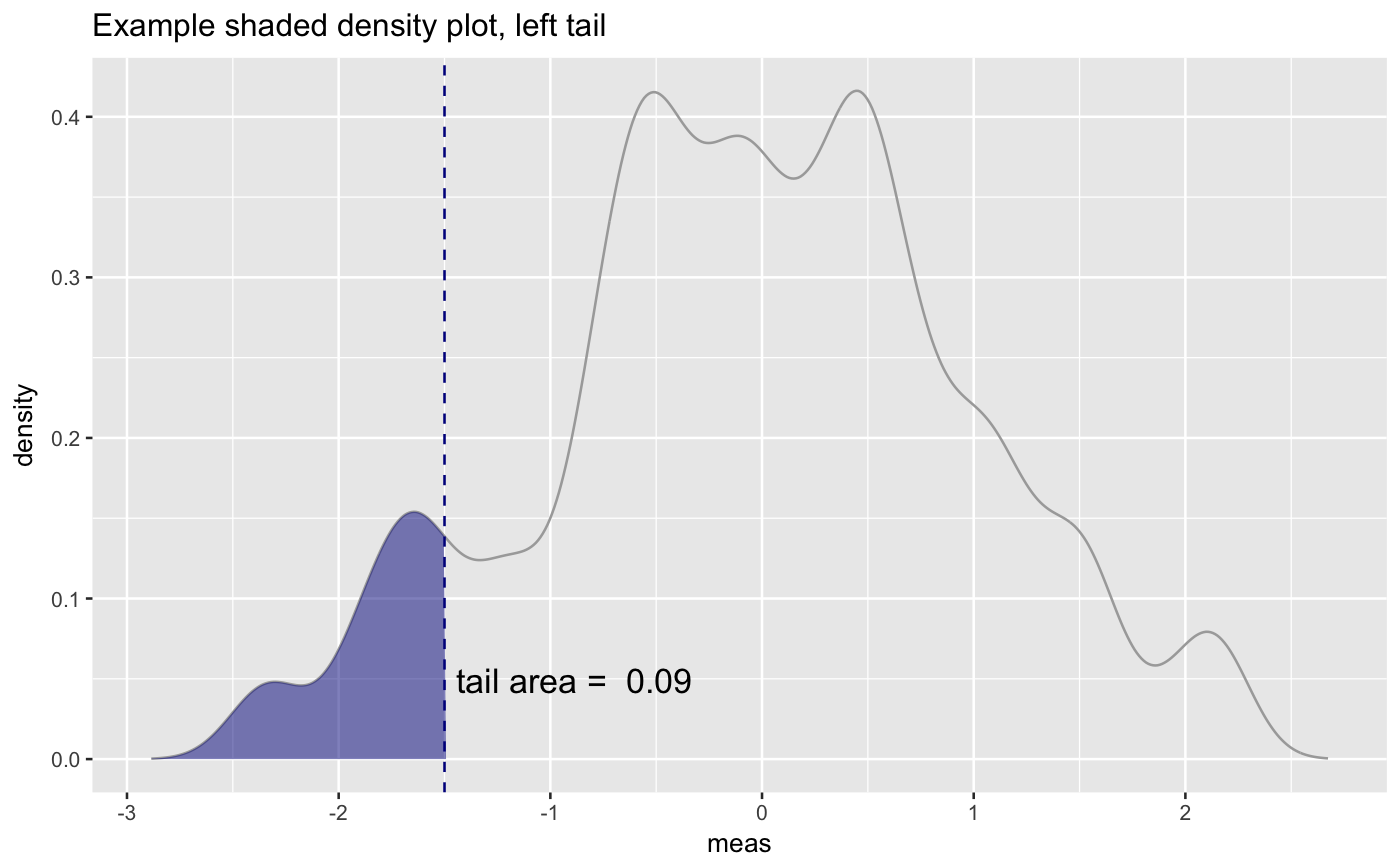 Example shaded density plot, left tail
density
0.4
0.3
0.2
0.1
0.0
tail area =  0.09
-3
-2
-1
0
1
2
meas